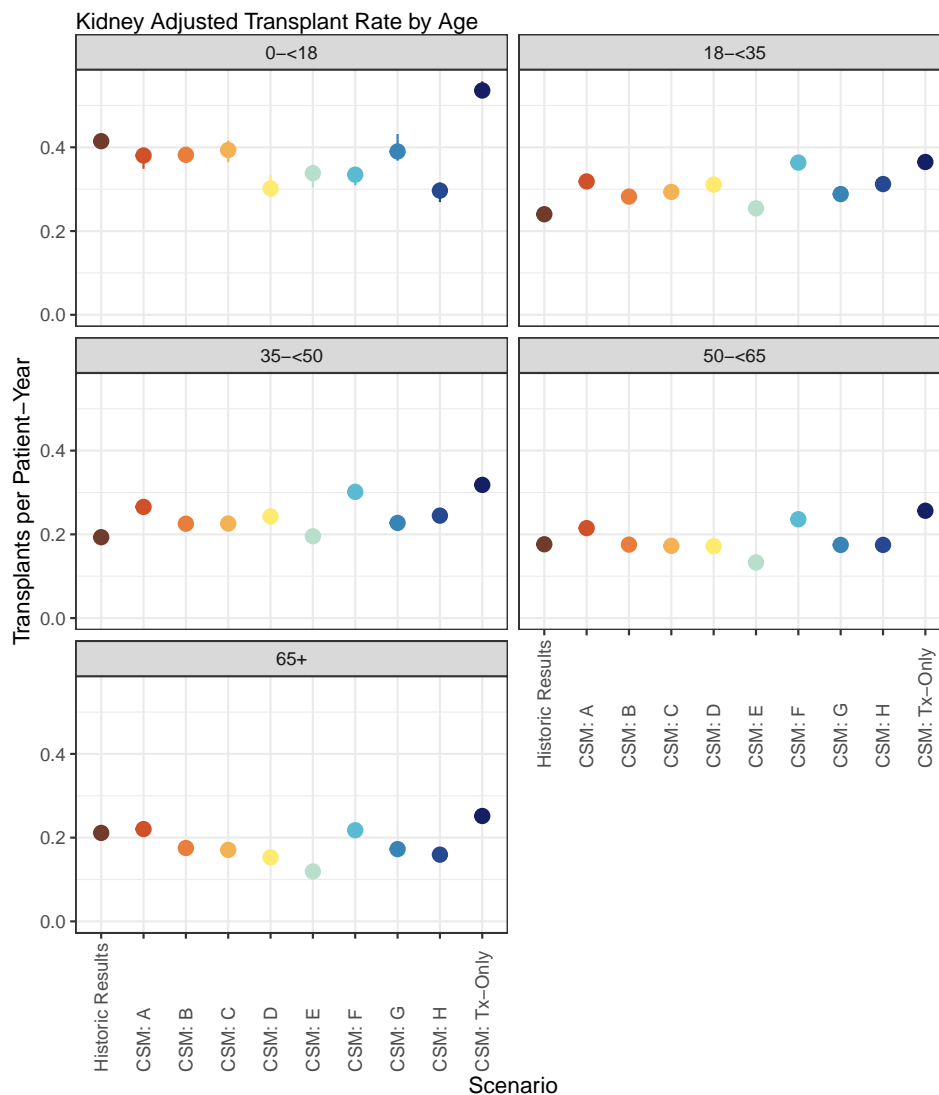 Kidney Adjusted Transplant Rate by Age
0−<18
18−<35
0.4
0.2
0.0
35−<50
50−<65
0.4
0.2
0.0
65+
0.4
0.2
0.0
Transplants per Patient−Year
Historic Results
CSM: A
CSM: B
CSM: C
CSM: D
CSM: E
CSM: F
CSM: G
CSM: H
CSM: Tx−Only
Historic Results
CSM: A
CSM: B
CSM: C
CSM: D
CSM: E
CSM: F
CSM: G
CSM: H
CSM: Tx−Only
Scenario